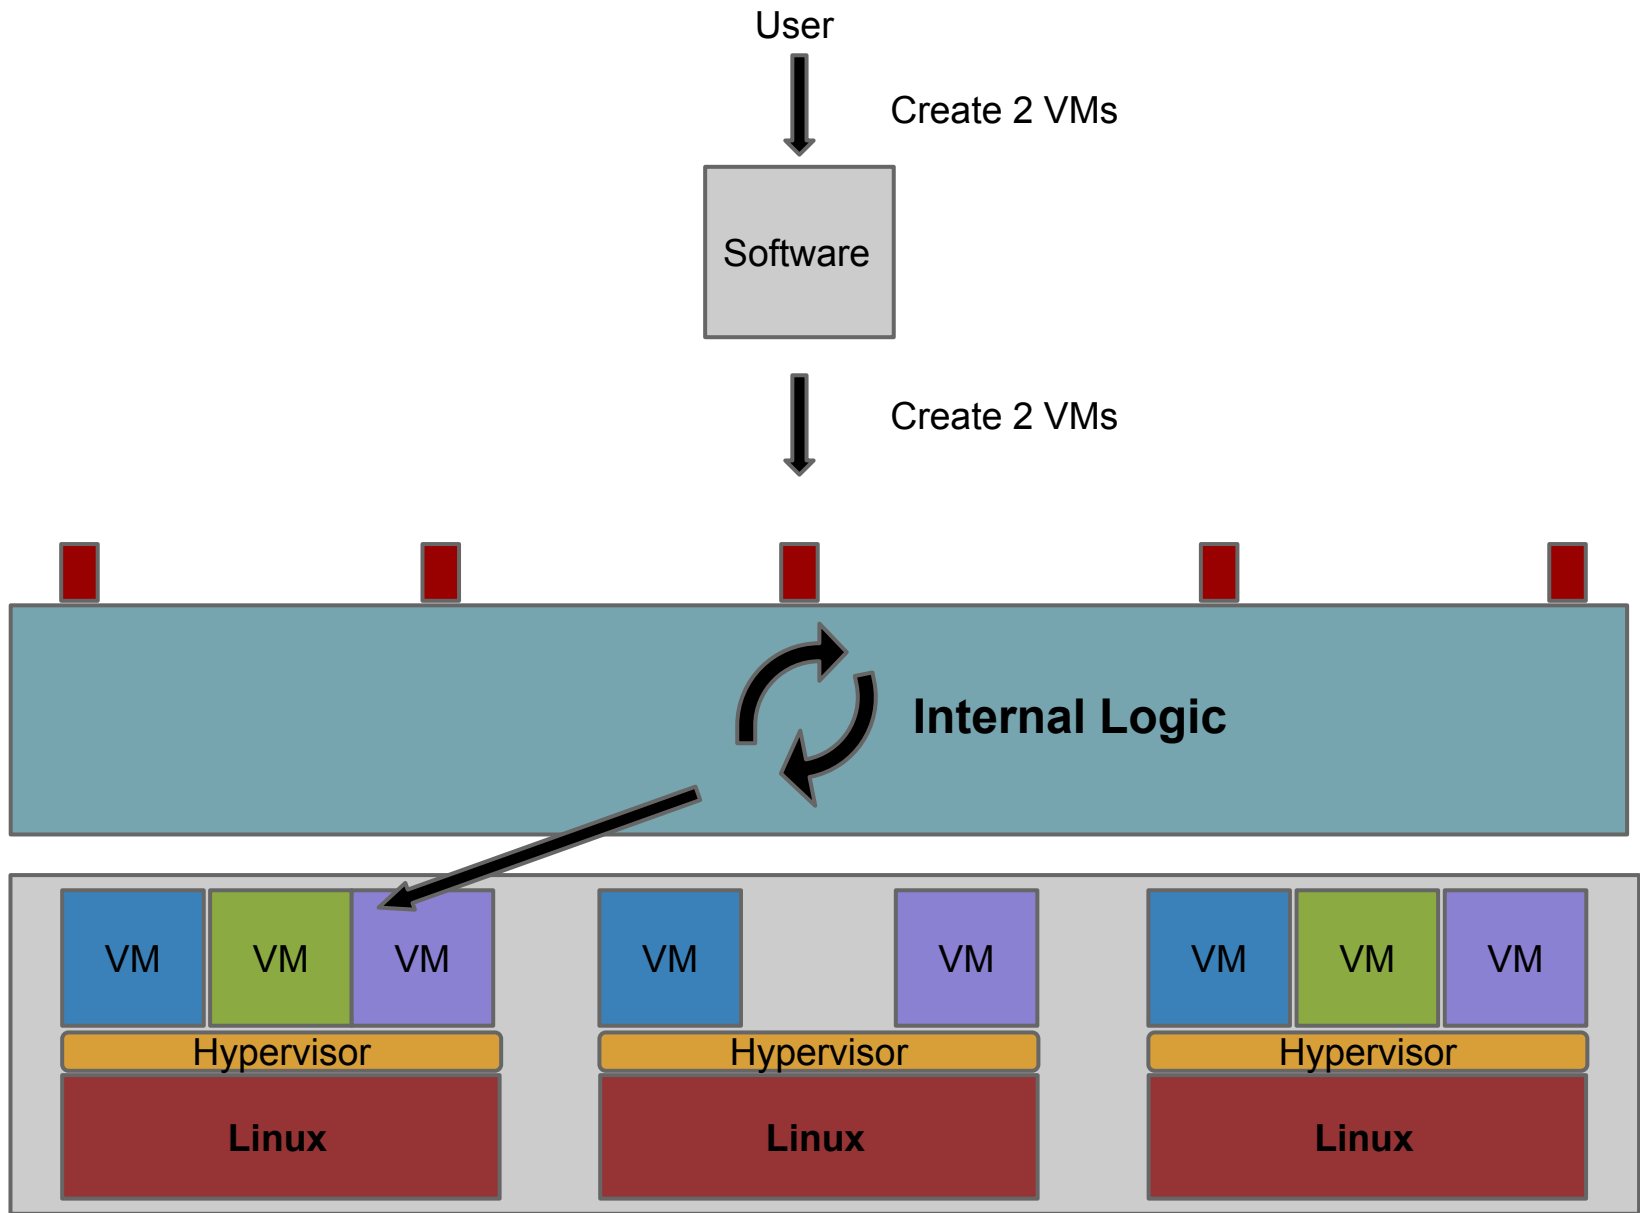 User
Create 2 VMs
Software
Create 2 VMs
Internal Logic
VM VM VM VM VM VM VM VM
Hypervisor Hypervisor Hypervisor
Linux Linux Linux